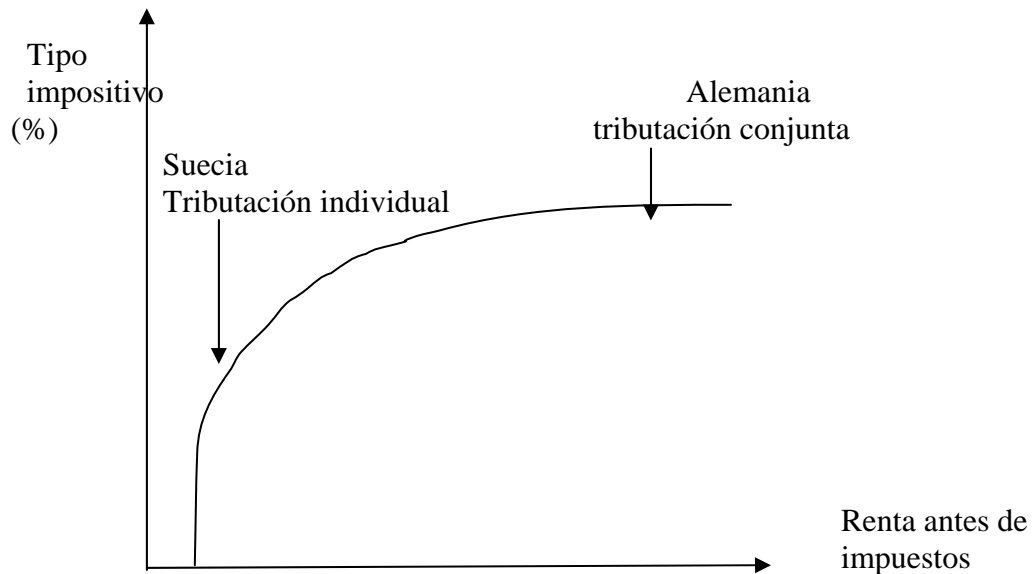 Tipo
impositivo
(%)
Alemania
tributación conjunta
Suecia
Tributación individual
Renta antes de
impuestos